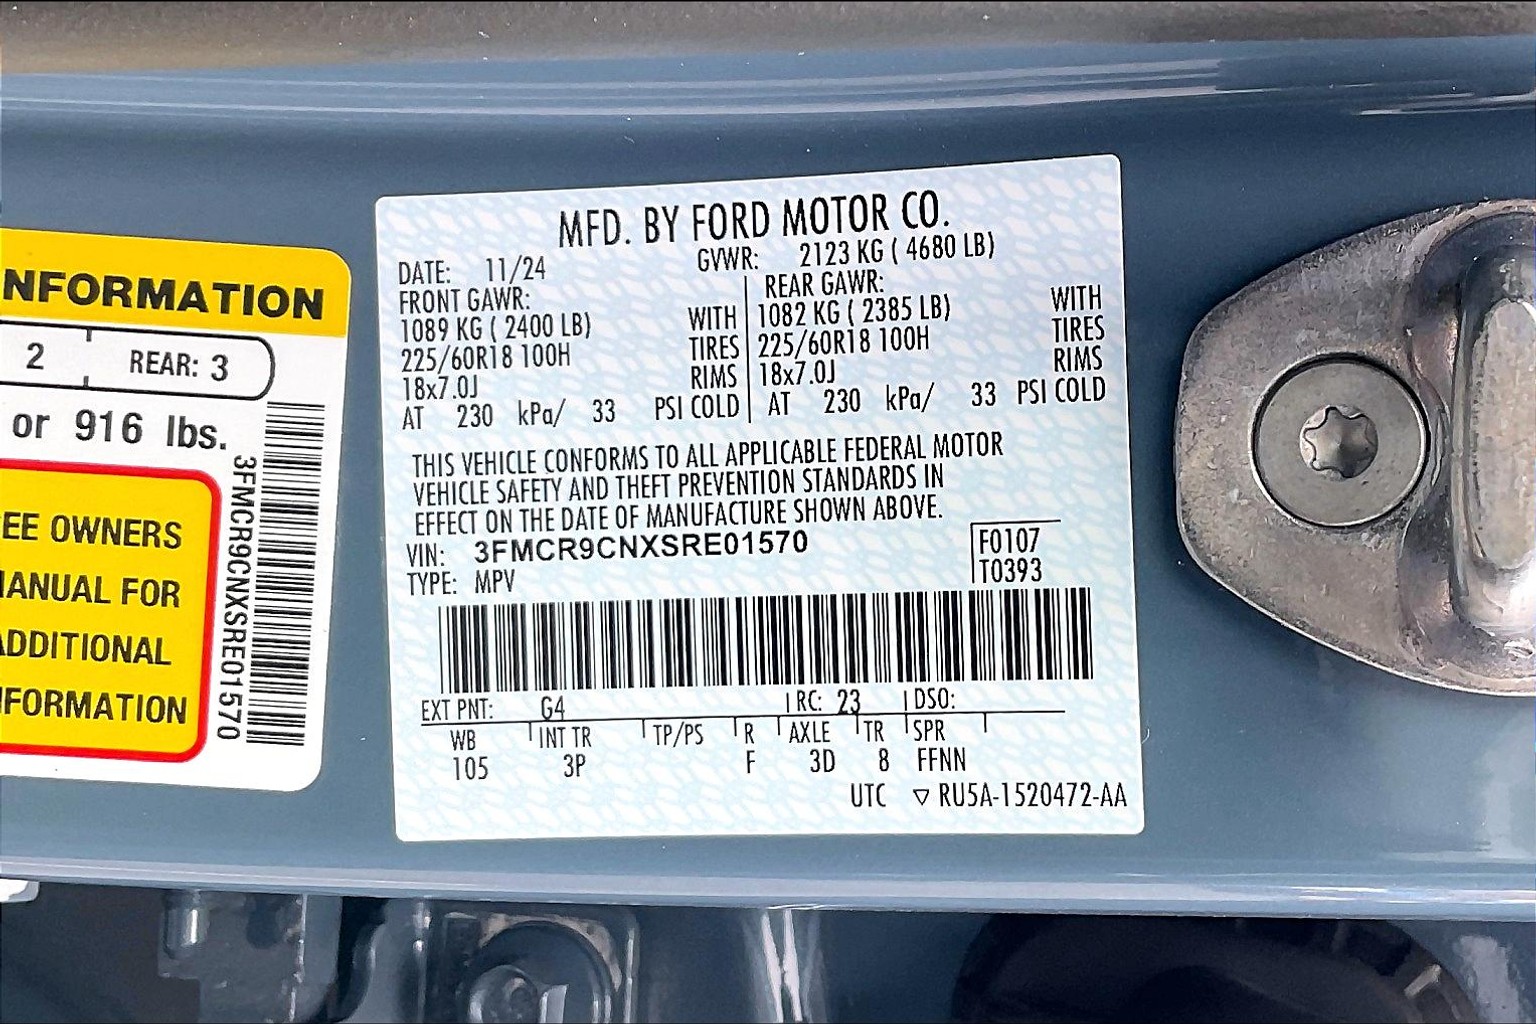 NFORMATION
2 REAR: 3
or 916 lbs.
EE OWNERS
ANUAL FOR
ADDITIONAL
FORMATION
3FMCR9CNXSRE01570
MFD. BY FORD MOTOR CO.
DATE: 11/24 GVWR: 2123 KG ( 4680 LB)
FRONT GAWR: REAR GAWR:
1089 KG ( 2400 LB) WITH 1082 KG ( 2385 LB) WITH
225/60R18 100H TIRES 225/60R18 100H TIRES
18x7.0J RIMS 18x7.0J RIMS
AT 230 kPa/ 33 PSI COLD AT 230 kPa/ 33 PSI COLD
THIS VEHICLE CONFORMS TO ALL APPLICABLE FEDERAL MOTOR
VEHICLE SAFETY AND THEFT PREVENTION STANDARDS IN
EFFECT ON THE DATE OF MANUFACTURE SHOWN ABOVE.
VIN: 3FMCR9CNXSRE01570 F0107
TYPE: MPV T0393
EXT PNT: G4 RC: 23 DSO:
WB INT TR TP/PS R AXLE TR SPR
105 3P F 3D 8 FFNN
UTC ▽ RU5A-1520472-AA